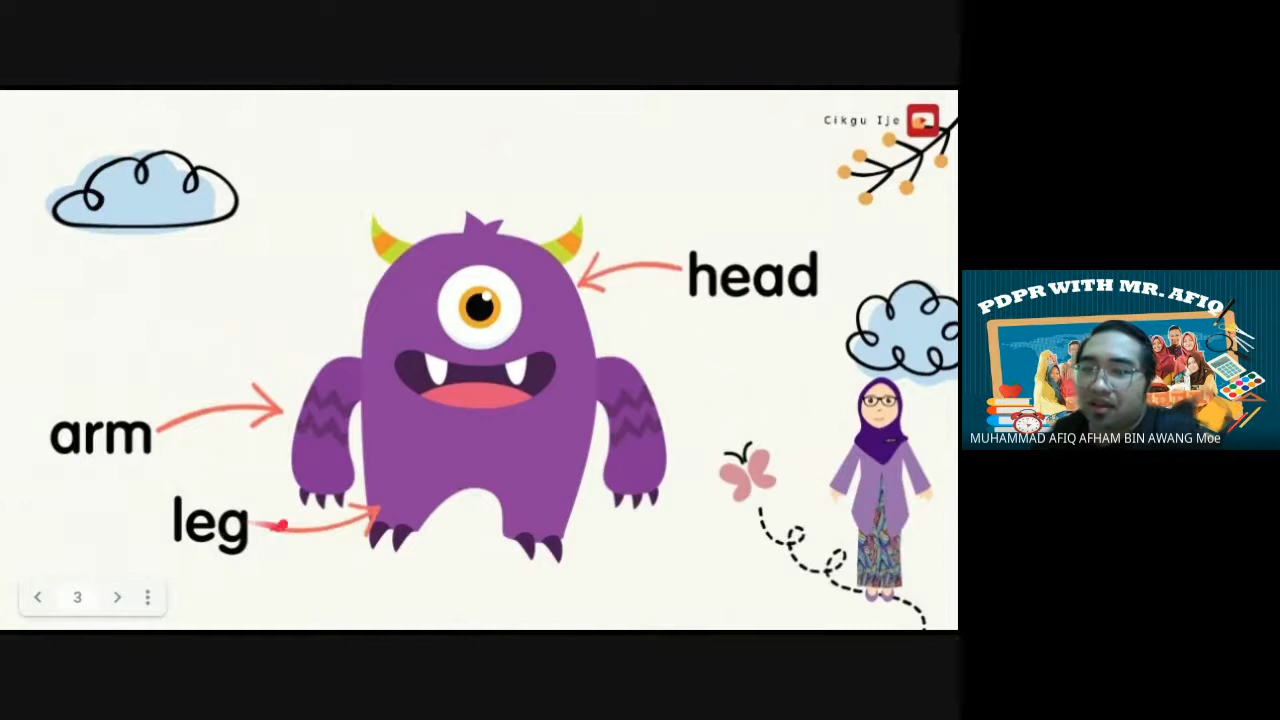 Cikgu Ije
head
arm
leg
3
PDPR WITH MR. AFIQ
MUHAMMAD AFIQ AFHAM BIN AWANG Moe